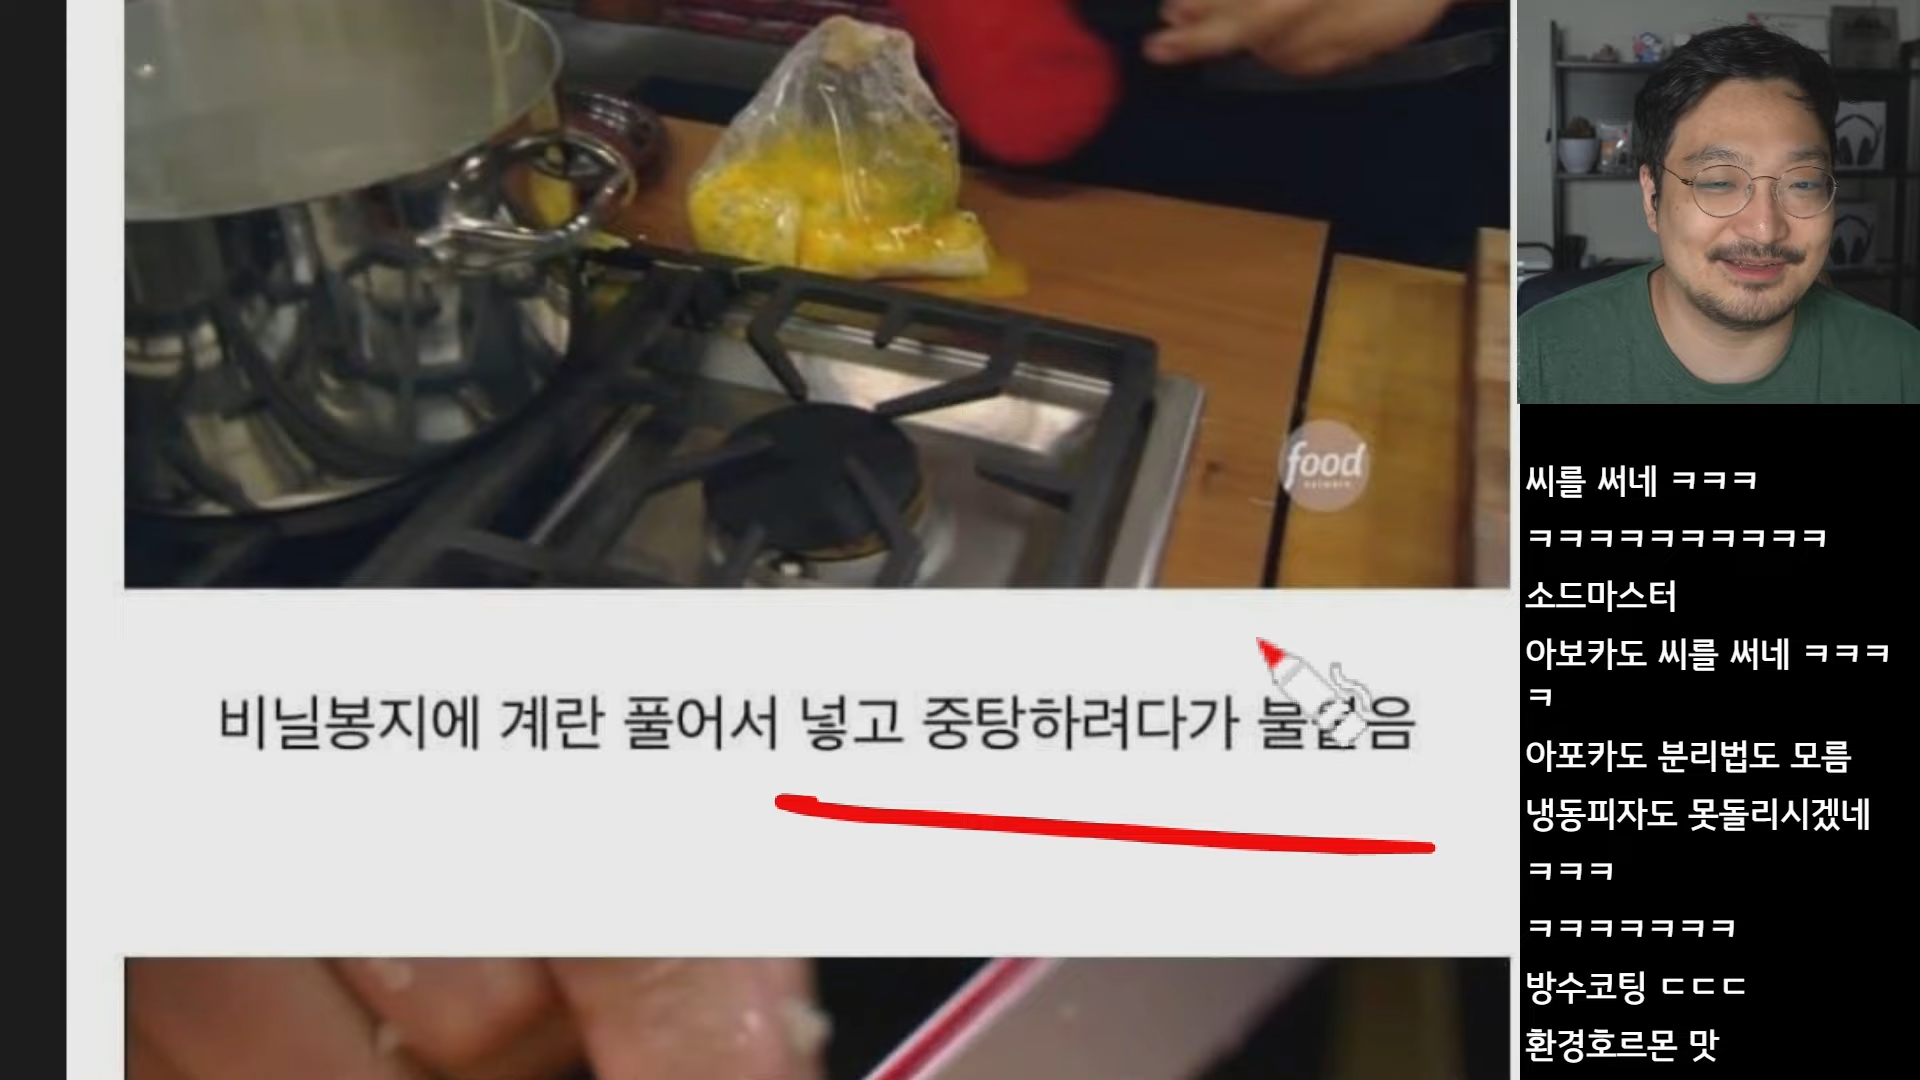 food
network
비닐봉지에 계란 풀어서 넣고 중탕하려다가 불붙음
씨를 써네 ㅋㅋㅋ
ㅋㅋㅋㅋㅋㅋㅋㅋㅋㅋ
소드마스터
아보카도 씨를 써네 ㅋㅋㅋ
ㅋ
아포카도 분리법도 모름
냉동피자도 못돌리시겠네
ㅋㅋㅋ
ㅋㅋㅋㅋㅋㅋㅋ
방수코팅 ㄷㄷㄷ
환경호르몬 맛